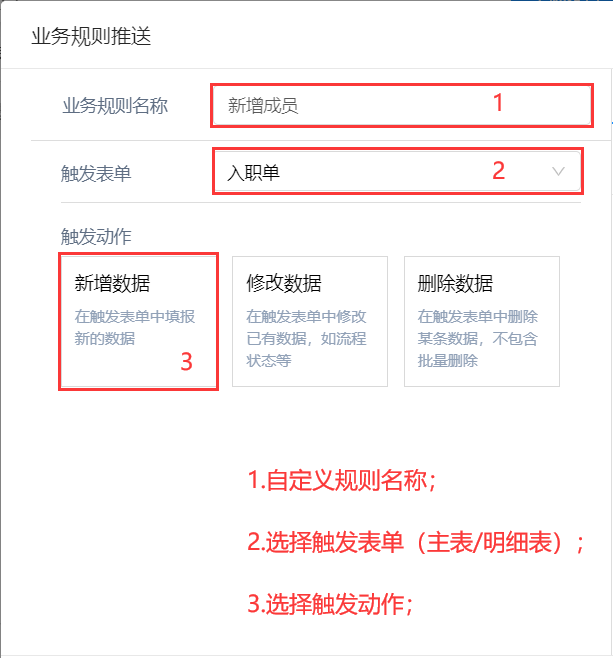 业务规则推送
业务规则名称 新增成员 1
触发表单 入职单 2
触发动作
新增数据 修改数据 删除数据
在触发表单中填报 在触发表单中修改 在触发表单中删除
新的数据 已有数据，如流程 某条数据，不包含
3 状态等 批量删除
1.自定义规则名称；
2.选择触发表单（主表/明细表）；
3.选择触发动作；